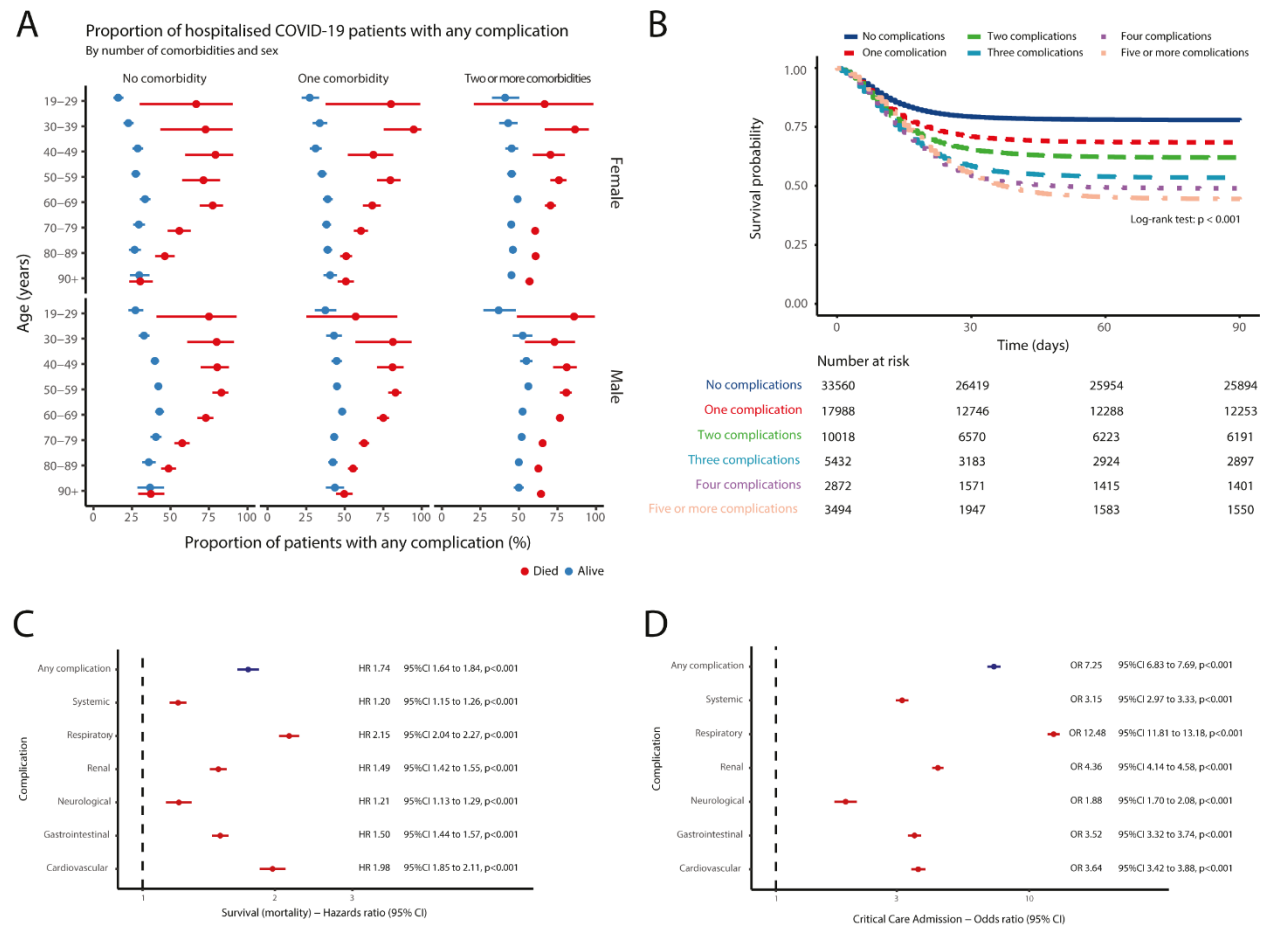 A
Proportion of hospitalised COVID-19 patients with any complication
By number of comorbidities and sex
No comorbidity
One comorbidity
Two or more comorbidities
Age (years)
19–29
30–39
40–49
50–59
60–69
70–79
80–89
90+
Female
19–29
30–39
40–49
50–59
60–69
70–79
80–89
90+
Male
0 25 50 75 100 0 25 50 75 100 0 25 50 75 100
Proportion of patients with any complication (%)
Died Alive
B
No complications Two complications Four complications
One complication Three complications Five or more complications
Survival probability
1.00
0.75
0.50
0.25
0.00
Log-rank test: p < 0.001
0 30 60 90
Time (days)
Number at risk
No complications 33560 26419 25954 25894
One complication 17988 12746 12288 12253
Two complications 10018 6570 6223 6191
Three complications 5432 3183 2924 2897
Four complications 2872 1571 1415 1401
Five or more complications 3494 1947 1583 1550
C
Complication
Any complication HR 1.74 95%CI 1.64 to 1.84, p<0.001
Systemic HR 1.20 95%CI 1.15 to 1.26, p<0.001
Respiratory HR 2.15 95%CI 2.04 to 2.27, p<0.001
Renal HR 1.49 95%CI 1.42 to 1.55, p<0.001
Neurological HR 1.21 95%CI 1.13 to 1.29, p<0.001
Gastrointestinal HR 1.50 95%CI 1.44 to 1.57, p<0.001
Cardiovascular HR 1.98 95%CI 1.85 to 2.11, p<0.001
1 2 3
Survival (mortality) – Hazards ratio (95% CI)
D
Complication
Any complication OR 7.25 95%CI 6.83 to 7.69, p<0.001
Systemic OR 3.15 95%CI 2.97 to 3.33, p<0.001
Respiratory OR 12.48 95%CI 11.81 to 13.18, p<0.001
Renal OR 4.36 95%CI 4.14 to 4.58, p<0.001
Neurological OR 1.88 95%CI 1.70 to 2.08, p<0.001
Gastrointestinal OR 3.52 95%CI 3.32 to 3.74, p<0.001
Cardiovascular OR 3.64 95%CI 3.42 to 3.88, p<0.001
1 3 10
Critical Care Admission – Odds ratio (95% CI)